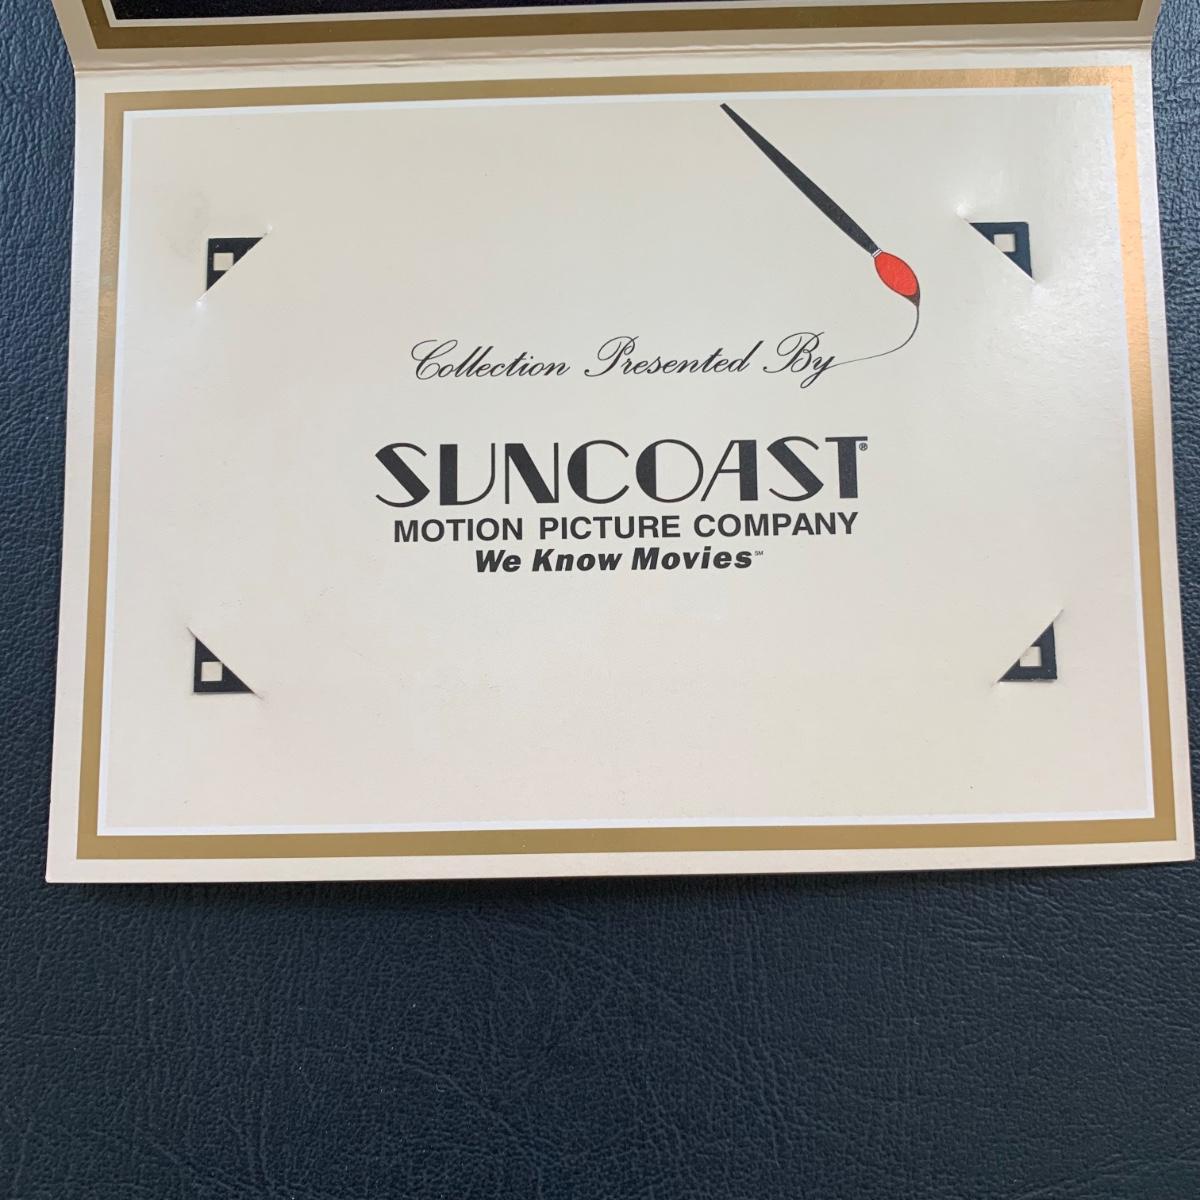 Collection Presented By
SUNCOAST®
MOTION PICTURE COMPANY
We Know Movies℠